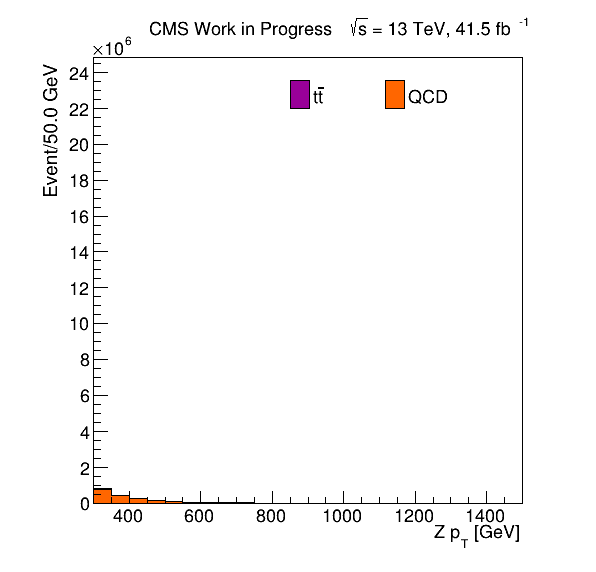 CMS Work in Progress √s = 13 TeV, 41.5 fb⁻¹
×10⁶
Event/50.0 GeV
24
22
20
18
16
14
12
10
8
6
4
2
0
tt̄
QCD
400 600 800 1000 1200 1400
Z p_T [GeV]